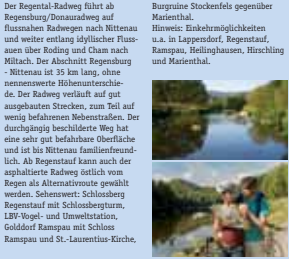 Der Regental-Radweg führt ab
Regensburg/Donauradweg auf
flussnahen Radwegen nach Nittenau
und weiter entlang idyllischer Fluss-
auen über Roding und Cham nach
Miltach. Der Abschnitt Regensburg
- Nittenau ist 35 km lang, ohne
nennenswerte Höhenunterschie-
de. Der Radweg verläuft auf gut
ausgebauten Strecken, zum Teil auf
wenig befahrenen Nebenstraßen. Der
durchgängig beschilderte Weg hat
eine sehr gut befahrbare Oberfläche
und ist bis Nittenau familienfreund-
lich. Ab Regenstauf kann auch der
asphaltierte Radweg östlich vom
Regen als Alternativroute gewählt
werden. Sehenswert: Schlossberg
Regenstauf mit Schlossbergturm,
LBV-Vogel- und Umweltstation,
Golddorf Ramspau mit Schloss
Ramspau und St.-Laurentius-Kirche,
Burgruine Stockenfels gegenüber
Marienthal.
Hinweis: Einkehrmöglichkeiten
u.a. in Lappersdorf, Regenstauf,
Ramspau, Heilinghausen, Hirschling
und Marienthal.